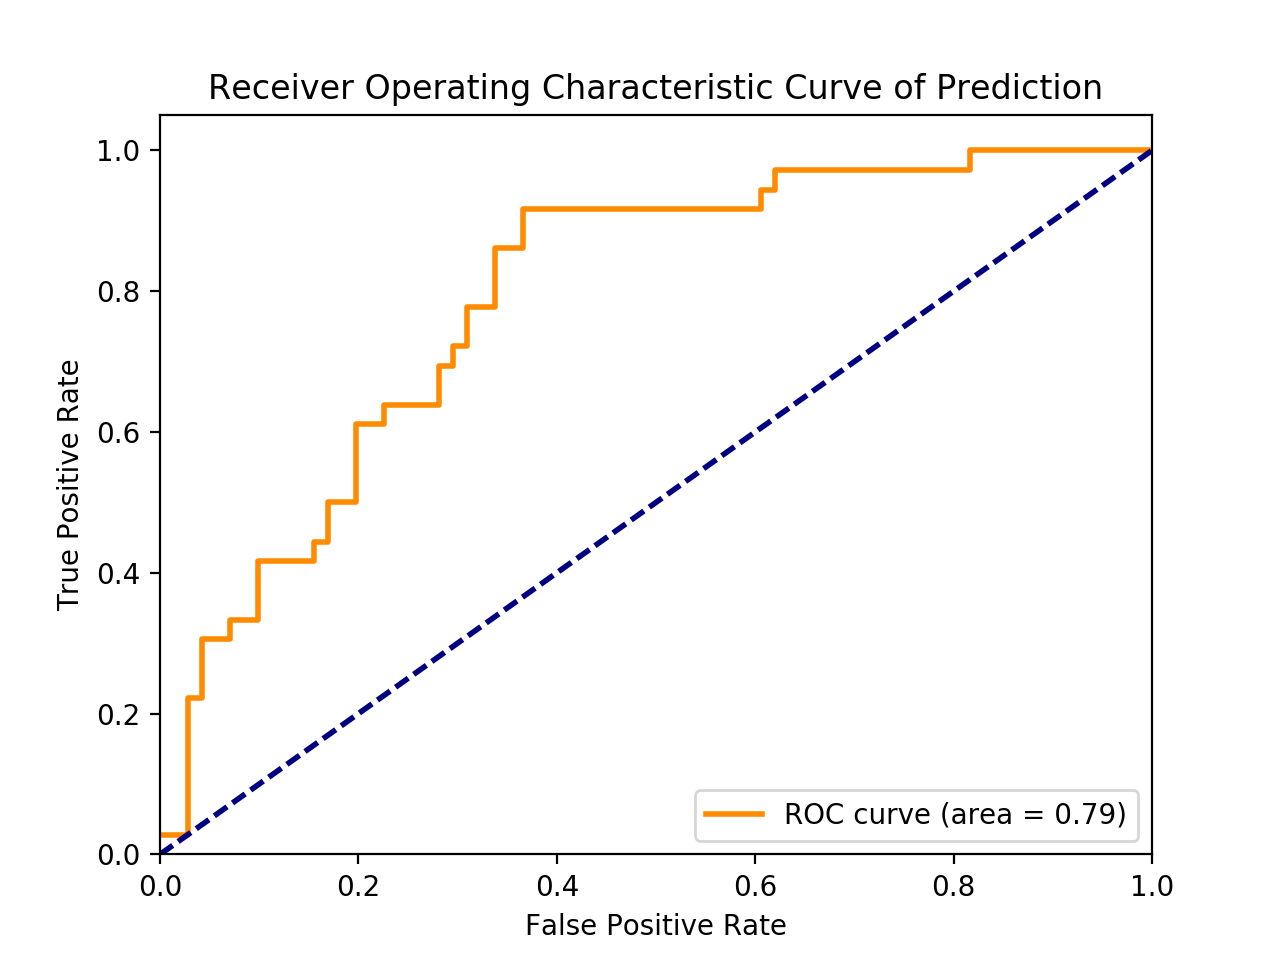 Receiver Operating Characteristic Curve of Prediction
1.0
0.8
0.6
0.4
0.2
0.0
True Positive Rate
ROC curve (area = 0.79)
0.0 0.2 0.4 0.6 0.8 1.0
False Positive Rate